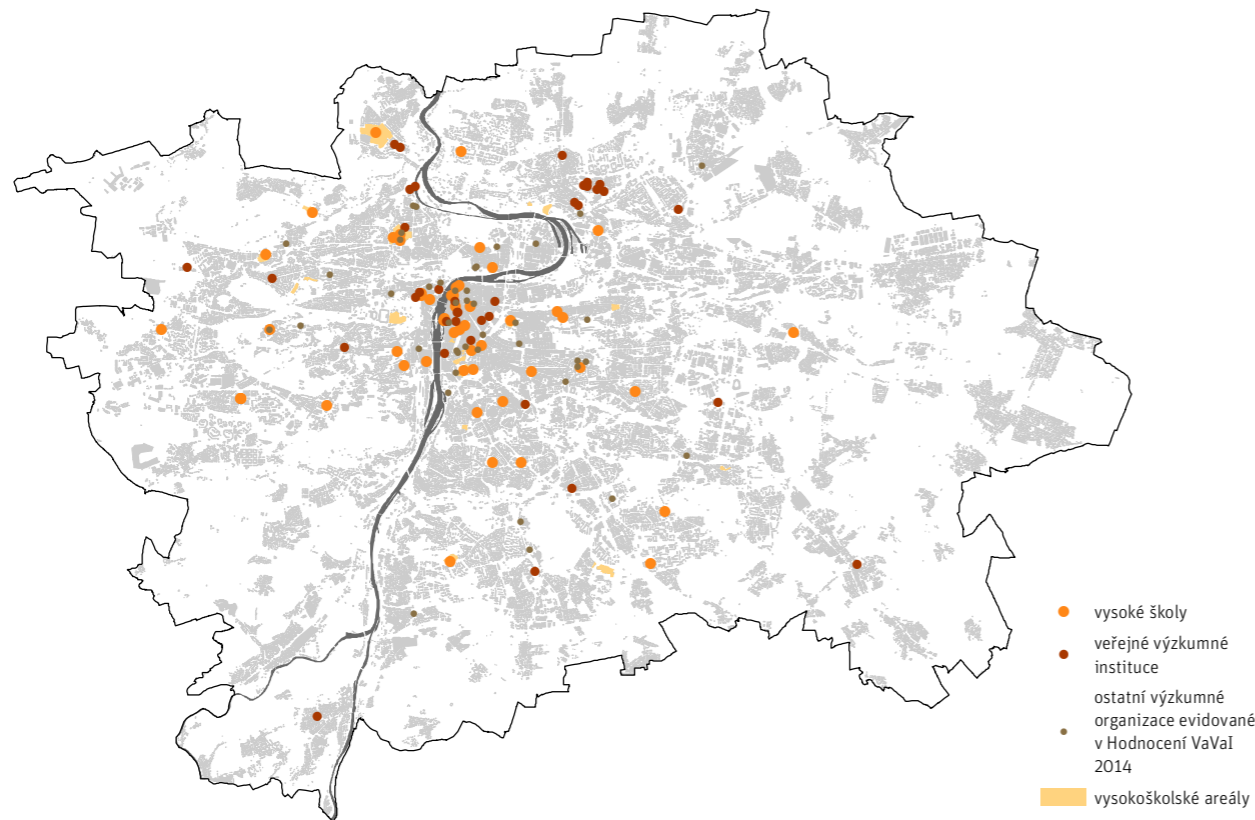 vysoké školy
veřejné výzkumné
instituce
ostatní výzkumné
organizace evidované
v Hodnocení VaVaI
2014
vysokoškolské areály